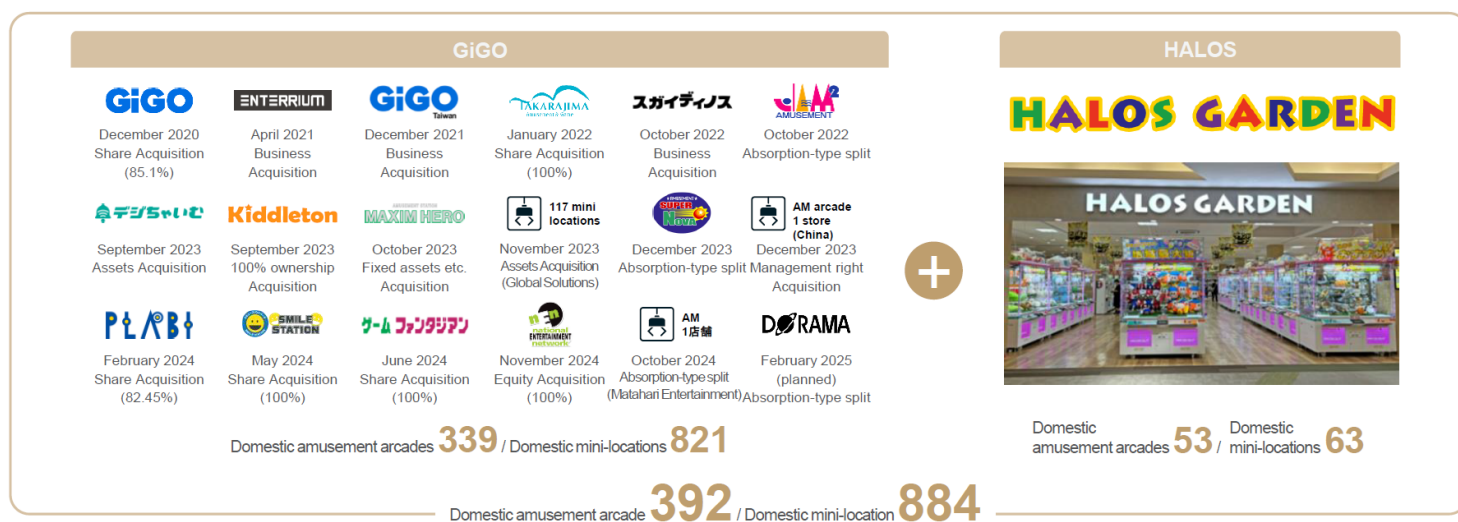 GiGO
HALOS
GiGO
ENTERRIUM
GiGO
Taiwan
TAKARAJIMA
スガイディノス
JAM2
AMUSEMENT
December 2020
Share Acquisition
(85.1%)
April 2021
Business
Acquisition
December 2021
Business
Acquisition
January 2022
Share Acquisition
(100%)
October 2022
Business
Acquisition
October 2022
Absorption-type split
デジちゃいむ
Kiddleton
MAXIM HERO
117 mini
locations
SUPER
NOVA
AM arcade
1 store
(China)
September 2023
Assets Acquisition
September 2023
100% ownership
Acquisition
October 2023
Fixed assets etc.
Acquisition
November 2023
Assets Acquisition
(Global Solutions)
December 2023
Absorption-type split
December 2023
Management right
Acquisition
PLABI
SMILE
STATION
ゲームファンタジアン
national
ENTERTAINMENT
network
AM
1店舗
DORAMA
February 2024
Share Acquisition
(82.45%)
May 2024
Share Acquisition
(100%)
June 2024
Share Acquisition
(100%)
November 2024
Equity Acquisition
(100%)
October 2024
Absorption-type split
(Matahari Entertainment)
February 2025
(planned)
Absorption-type split
Domestic amusement arcades 339 / Domestic mini-locations 821
+
HALOS GARDEN
HALOS GARDEN
Domestic
amusement arcades 53 /
Domestic
mini-locations 63
Domestic amusement arcade 392 / Domestic mini-location 884